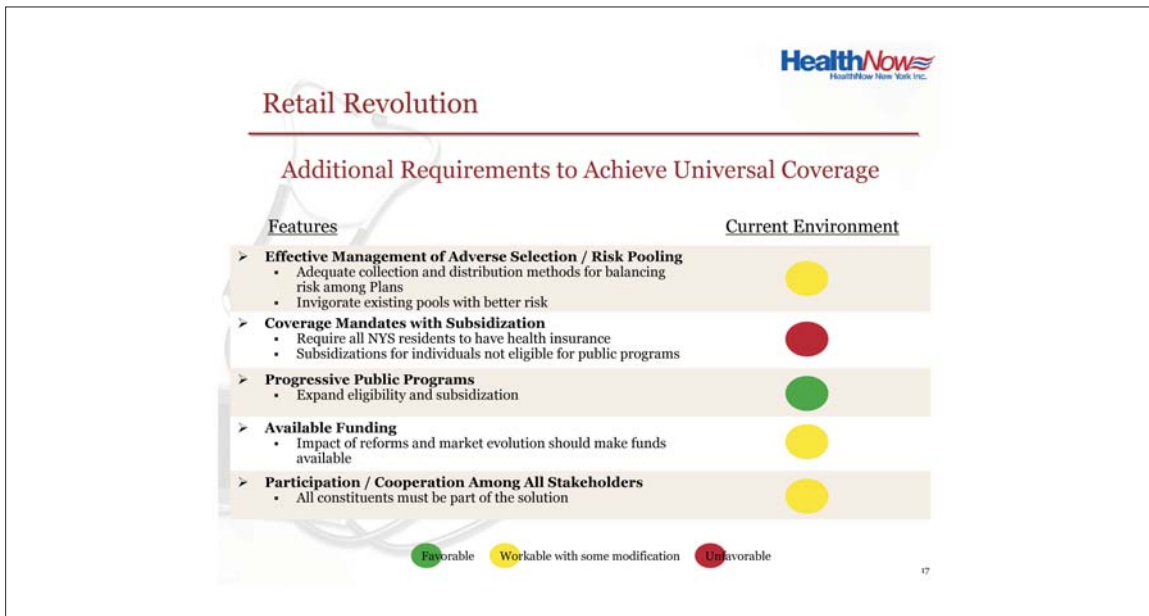 HealthNow
HealthNow New York Inc.
Retail Revolution
Additional Requirements to Achieve Universal Coverage
Features
Current Environment
➢ Effective Management of Adverse Selection / Risk Pooling
▪ Adequate collection and distribution methods for balancing
risk among Plans
▪ Invigorate existing pools with better risk
➢ Coverage Mandates with Subsidization
▪ Require all NYS residents to have health insurance
▪ Subsidizations for individuals not eligible for public programs
➢ Progressive Public Programs
▪ Expand eligibility and subsidization
➢ Available Funding
▪ Impact of reforms and market evolution should make funds
available
➢ Participation / Cooperation Among All Stakeholders
▪ All constituents must be part of the solution
Favorable
Workable with some modification
Unfavorable
17